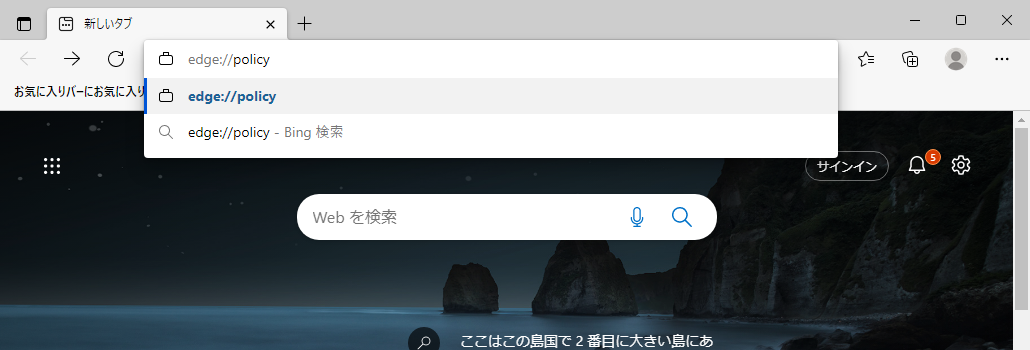 新しいタブ
edge://policy
お気に入りバーにお気に入り
edge://policy
edge://policy - Bing 検索
サインイン
5
Web を検索
ここはこの島国で 2 番目に大きい島にあ